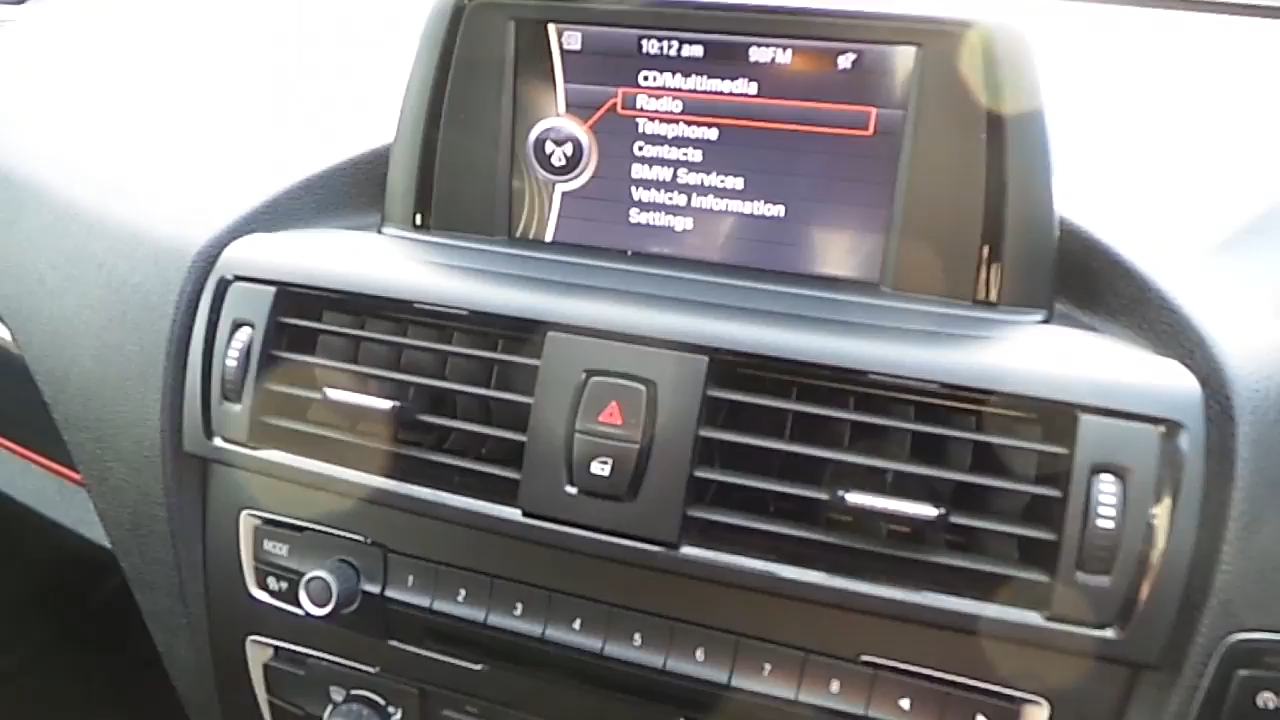 10:12 am 98FM
CD/Multimedia
Radio
Telephone
Contacts
BMW Services
Vehicle information
Settings
MODE
1 2 3 4 5 6 7 8